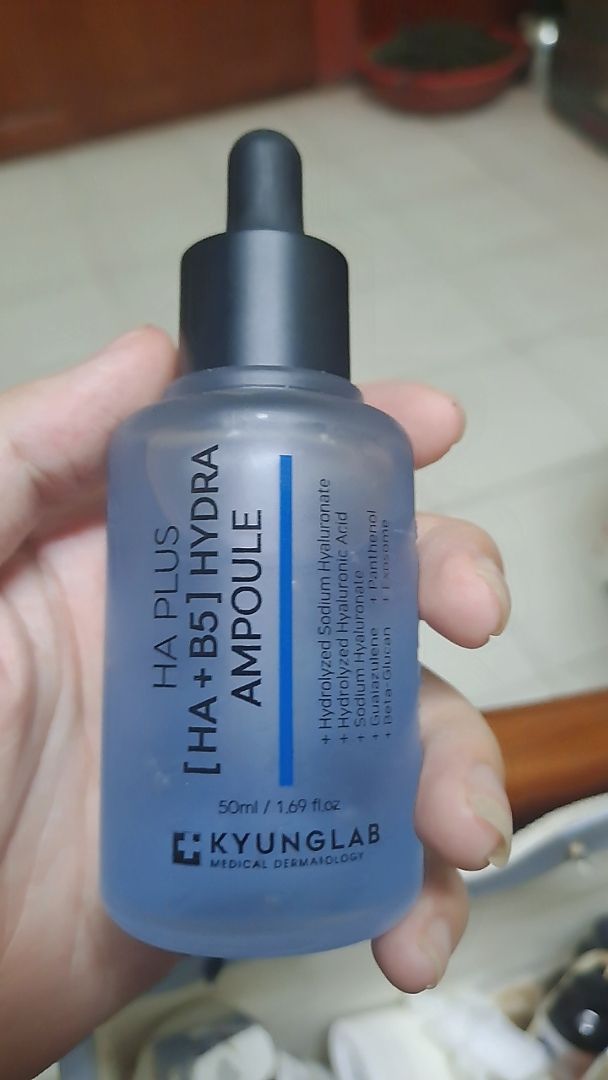 HA PLUS
[HA+B5] HYDRA
AMPOULE
+ Hydrolyzed Sodium Hyaluronate
+ Hydrolyzed Hyaluronic Acid
+ Sodium Hyaluronate
+ Guaiazulene + Panthenol
+ Beta-Glucan + Exosome
50ml / 1.69 fl.oz
KYUNGLAB
MEDICAL DERMATOLOGY